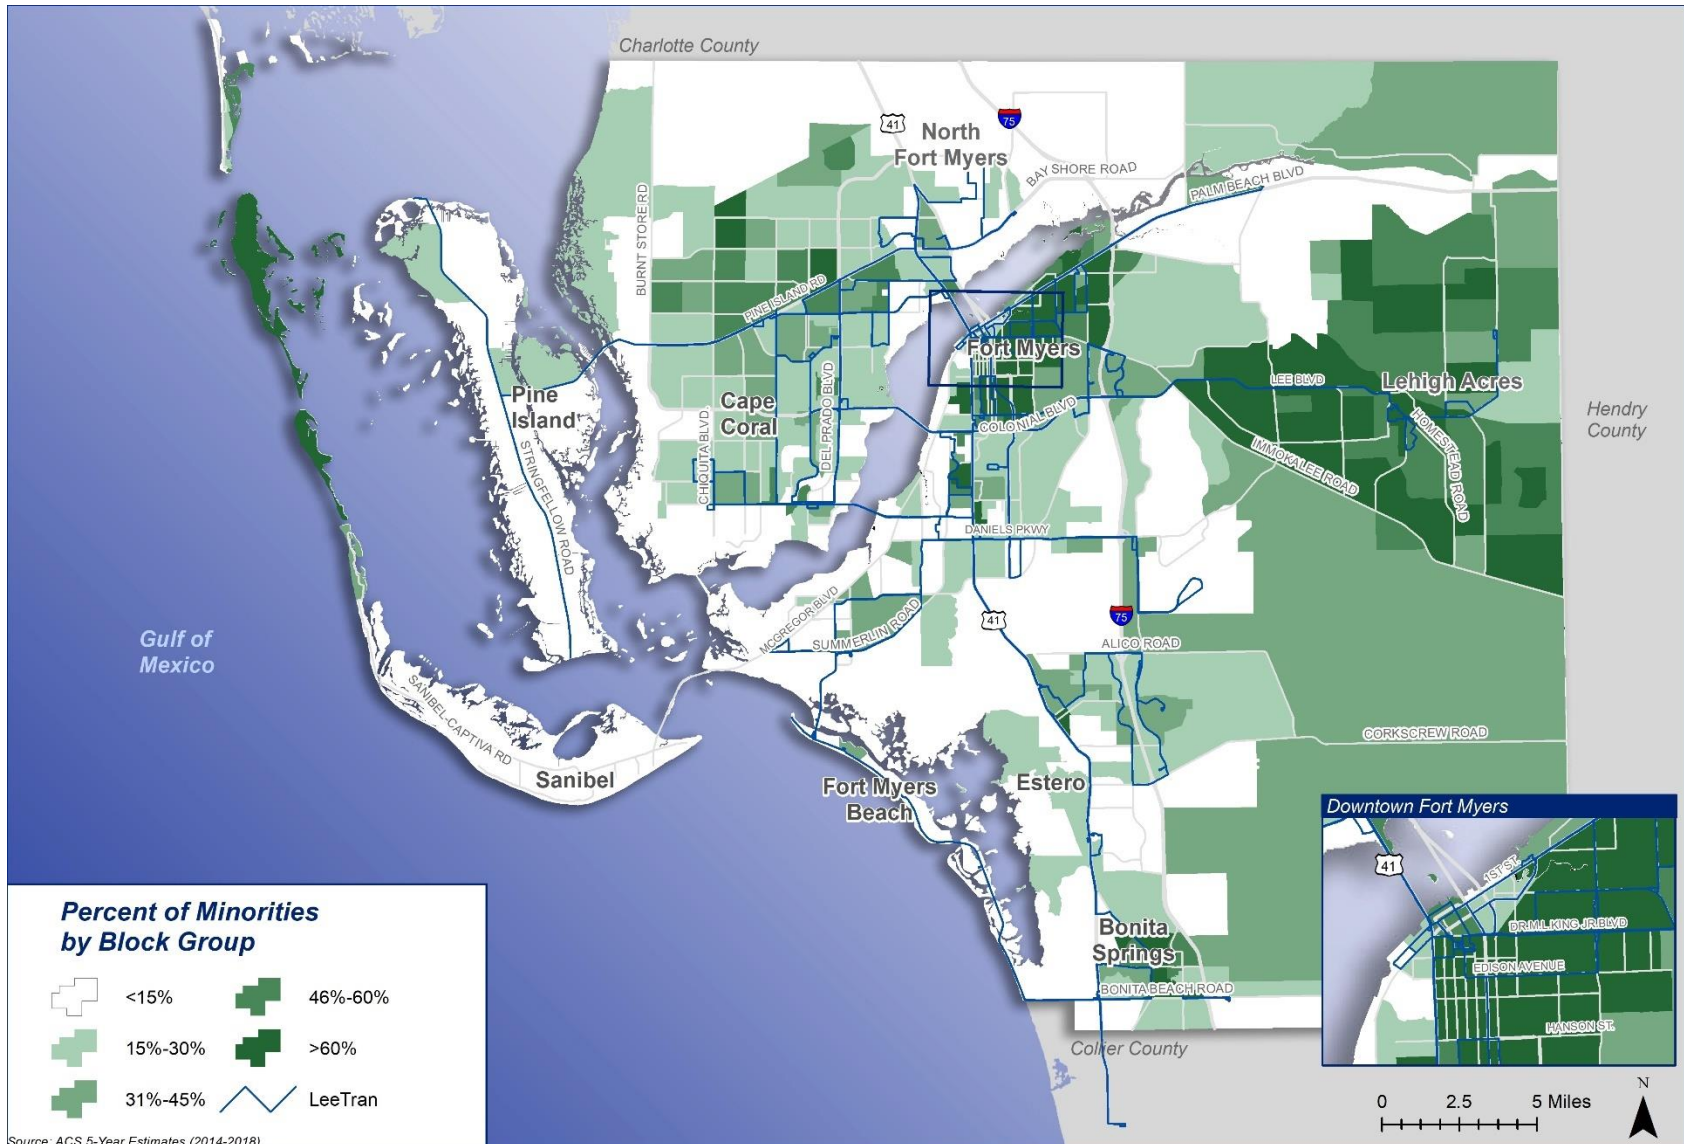 Charlotte County
41
75
North
Fort Myers
BAY SHORE ROAD
PALM BEACH BLVD
BURNT STORE RD
PINE ISLAND RD
Fort Myers
LEE BLVD
Lehigh Acres
Pine
Island
Cape
Coral
DEL PRADO BLVD
CHIQUITA BLVD.
COLONIAL BLVD
HOMESTEAD ROAD
Hendry
County
IMMOKALEE ROAD
STRINGFELLOW ROAD
DANIELS PKWY
MCGREGOR BLVD
SUMMERLIN ROAD
41
75
ALICO ROAD
Gulf of
Mexico
SANIBEL-CAPTIVA RD
Sanibel
Fort Myers
Beach
Estero
CORKSCREW ROAD
Bonita
Springs
BONITA BEACH ROAD
Collier County
Downtown Fort Myers
41
1ST ST.
DR.M.L.KING JR.BLVD
EDISON AVENUE
HANSON ST.
Percent of Minorities
by Block Group
<15%
46%-60%
15%-30%
>60%
31%-45%
LeeTran
Source: ACS 5-Year Estimates (2014-2018)
N
0 2.5 5 Miles